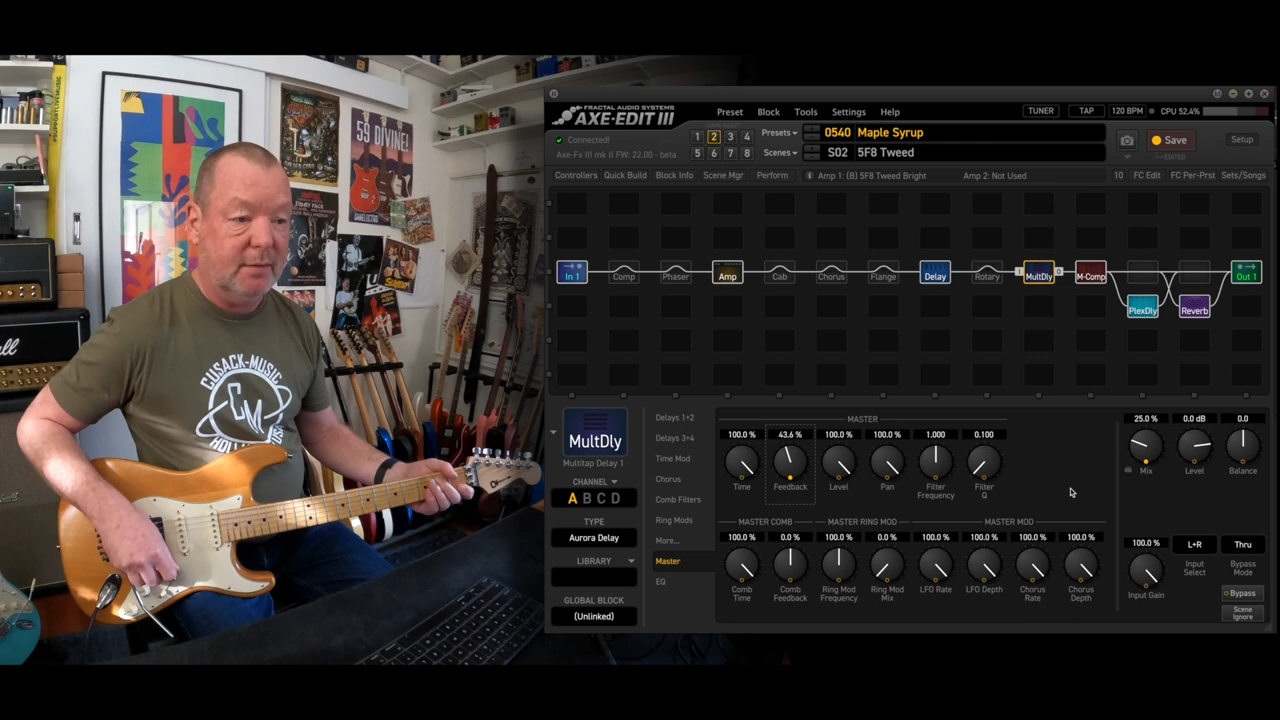 #SUPPORTLIVEMUSIC
59 DIVINE!
JIMMY PAGE
CUSACK-MUSIC
CM
HOLLAND
USA
FRACTAL AUDIO SYSTEMS
AXE-EDIT III
Preset Block Tools Settings Help
TUNER TAP 120 BPM CPU 52.4%
Connected!
Axe-Fx III mk II FW: 22.00 - beta
1 2 3 4
5 6 7 8
Presets
0540 Maple Syrup
Scenes
S02 5F8 Tweed
Save
EDITED
Setup
Controllers Quick Build Block Info Scene Mgr Perform Amp 1: (B) 5F8 Tweed Bright Amp 2: Not Used 10 FC Edit FC Per-Prst Sets/Songs
In 1 Comp Phaser Amp Cab Chorus Flange Delay Rotary MultDly M-Comp Out 1
PlexDly Reverb
MultDly
Multitap Delay 1
CHANNEL
A B C D
TYPE
Aurora Delay
LIBRARY
GLOBAL BLOCK
(Unlinked)
Delays 1+2
Delays 3+4
Time Mod
Chorus
Comb Filters
Ring Mods
More...
Master
EQ
MASTER
100.0 % 43.6 % 100.0 % 100.0 % 1.000 0.100
Time Feedback Level Pan Filter Frequency Filter Q
MASTER COMB MASTER RING MOD MASTER MOD
100.0 % 0.0 % 100.0 % 0.0 % 100.0 % 100.0 % 100.0 % 100.0 %
Comb Time Comb Feedback Ring Mod Frequency Ring Mod Mix LFO Rate LFO Depth Chorus Rate Chorus Depth
25.0 % 0.0 dB 0.0
Mix Level Balance
100.0 % L+R Thru
Input Gain Input Select Bypass Mode
Bypass
Scene Ignore